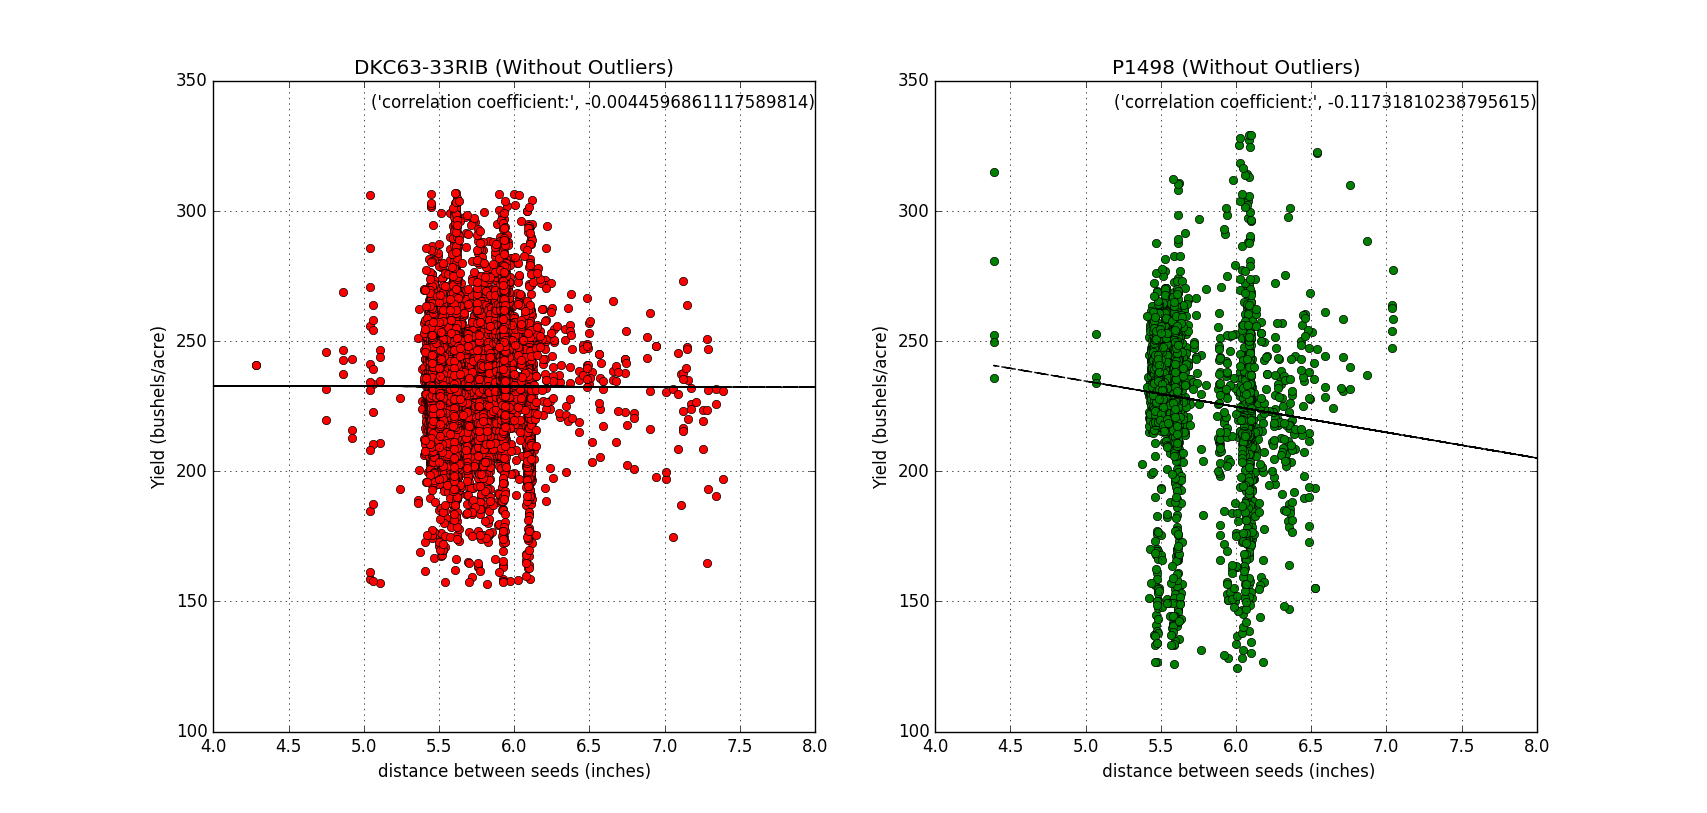 DKC63-33RIB (Without Outliers)
('correlation coefficient:', -0.0044596861117589814)
350
300
250
200
150
100
Yield (bushels/acre)
4.0 4.5 5.0 5.5 6.0 6.5 7.0 7.5 8.0
distance between seeds (inches)
P1498 (Without Outliers)
('correlation coefficient:', -0.11731810238795615)
350
300
250
200
150
100
Yield (bushels/acre)
4.0 4.5 5.0 5.5 6.0 6.5 7.0 7.5 8.0
distance between seeds (inches)